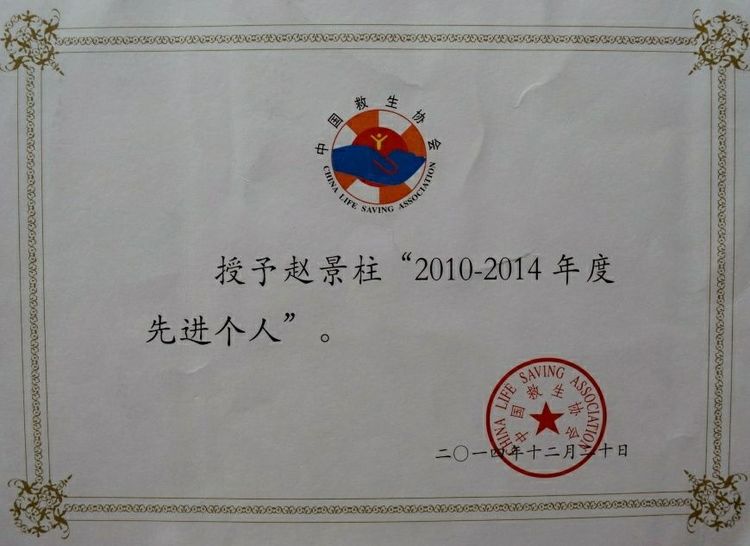 中国救生协会
CHINA LIFE SAVING ASSOCIATION
授予赵景柱“2010-2014 年度
先进个人”。
CHINA LIFE SAVING ASSOCIATION
中国救生协会
二〇一四年十二月二十日